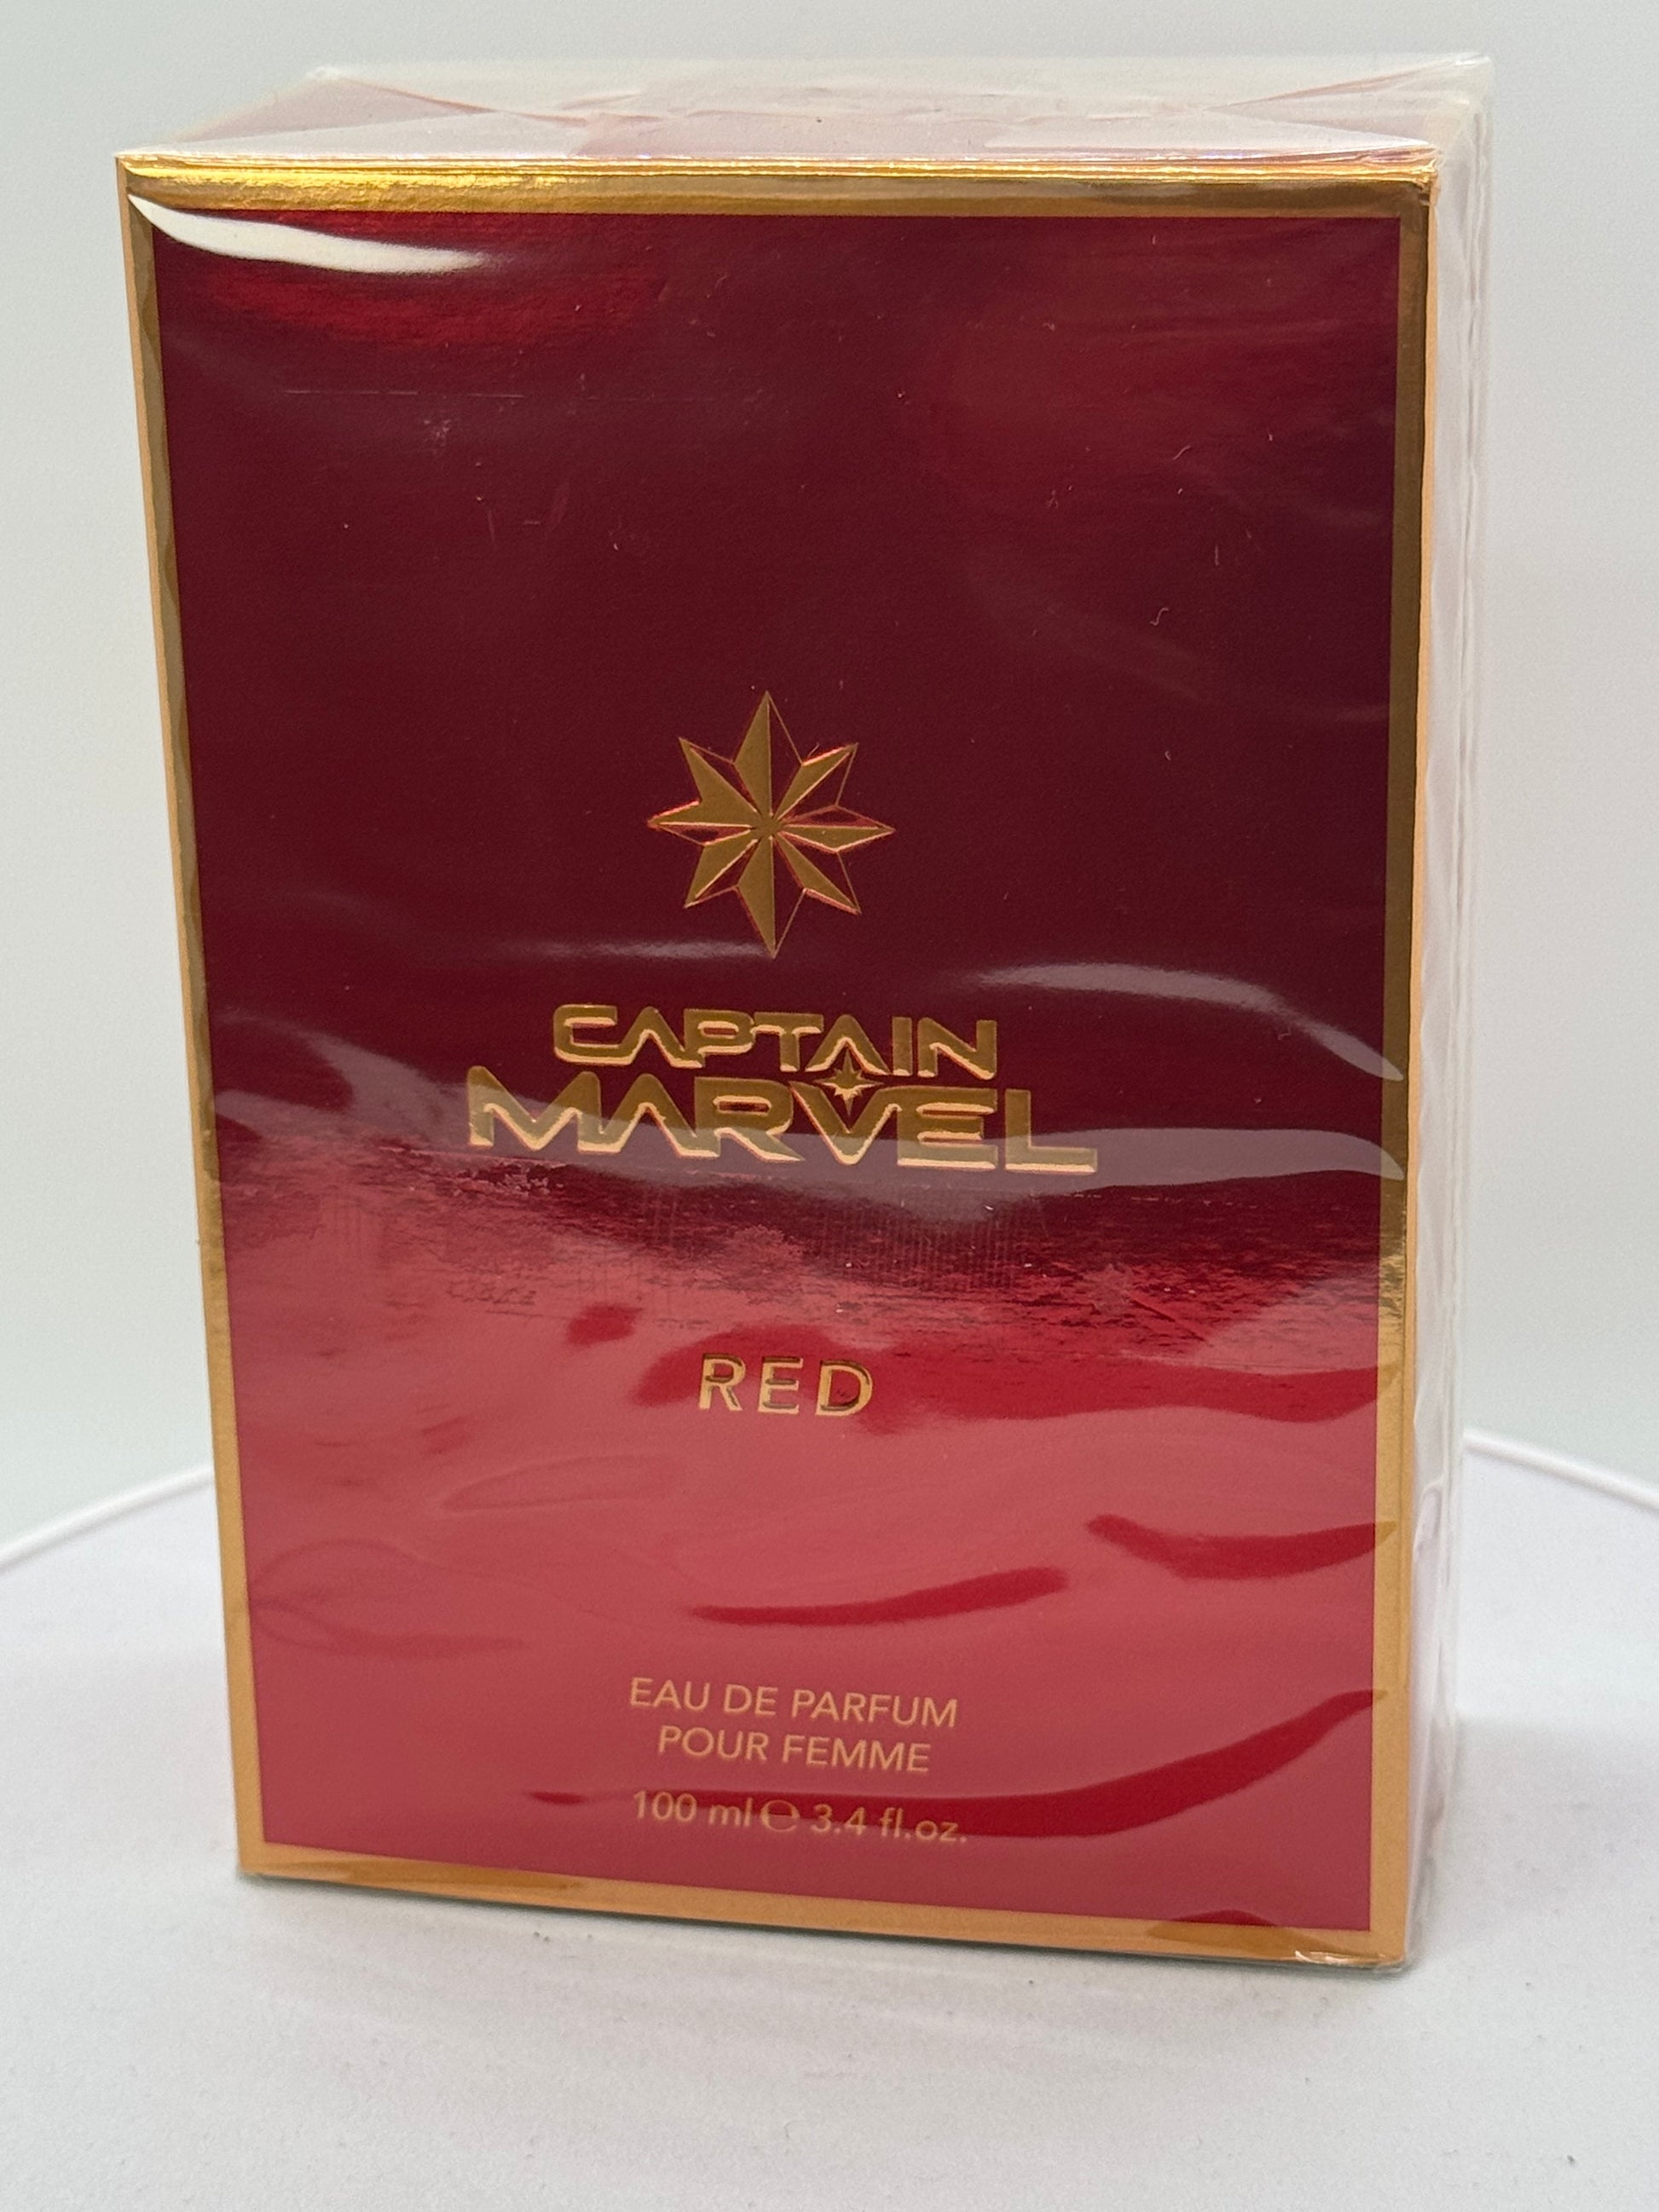 CAPTAIN
MARVEL
RED
EAU DE PARFUM
POUR FEMME
100 ml ℮ 3.4 fl.oz.